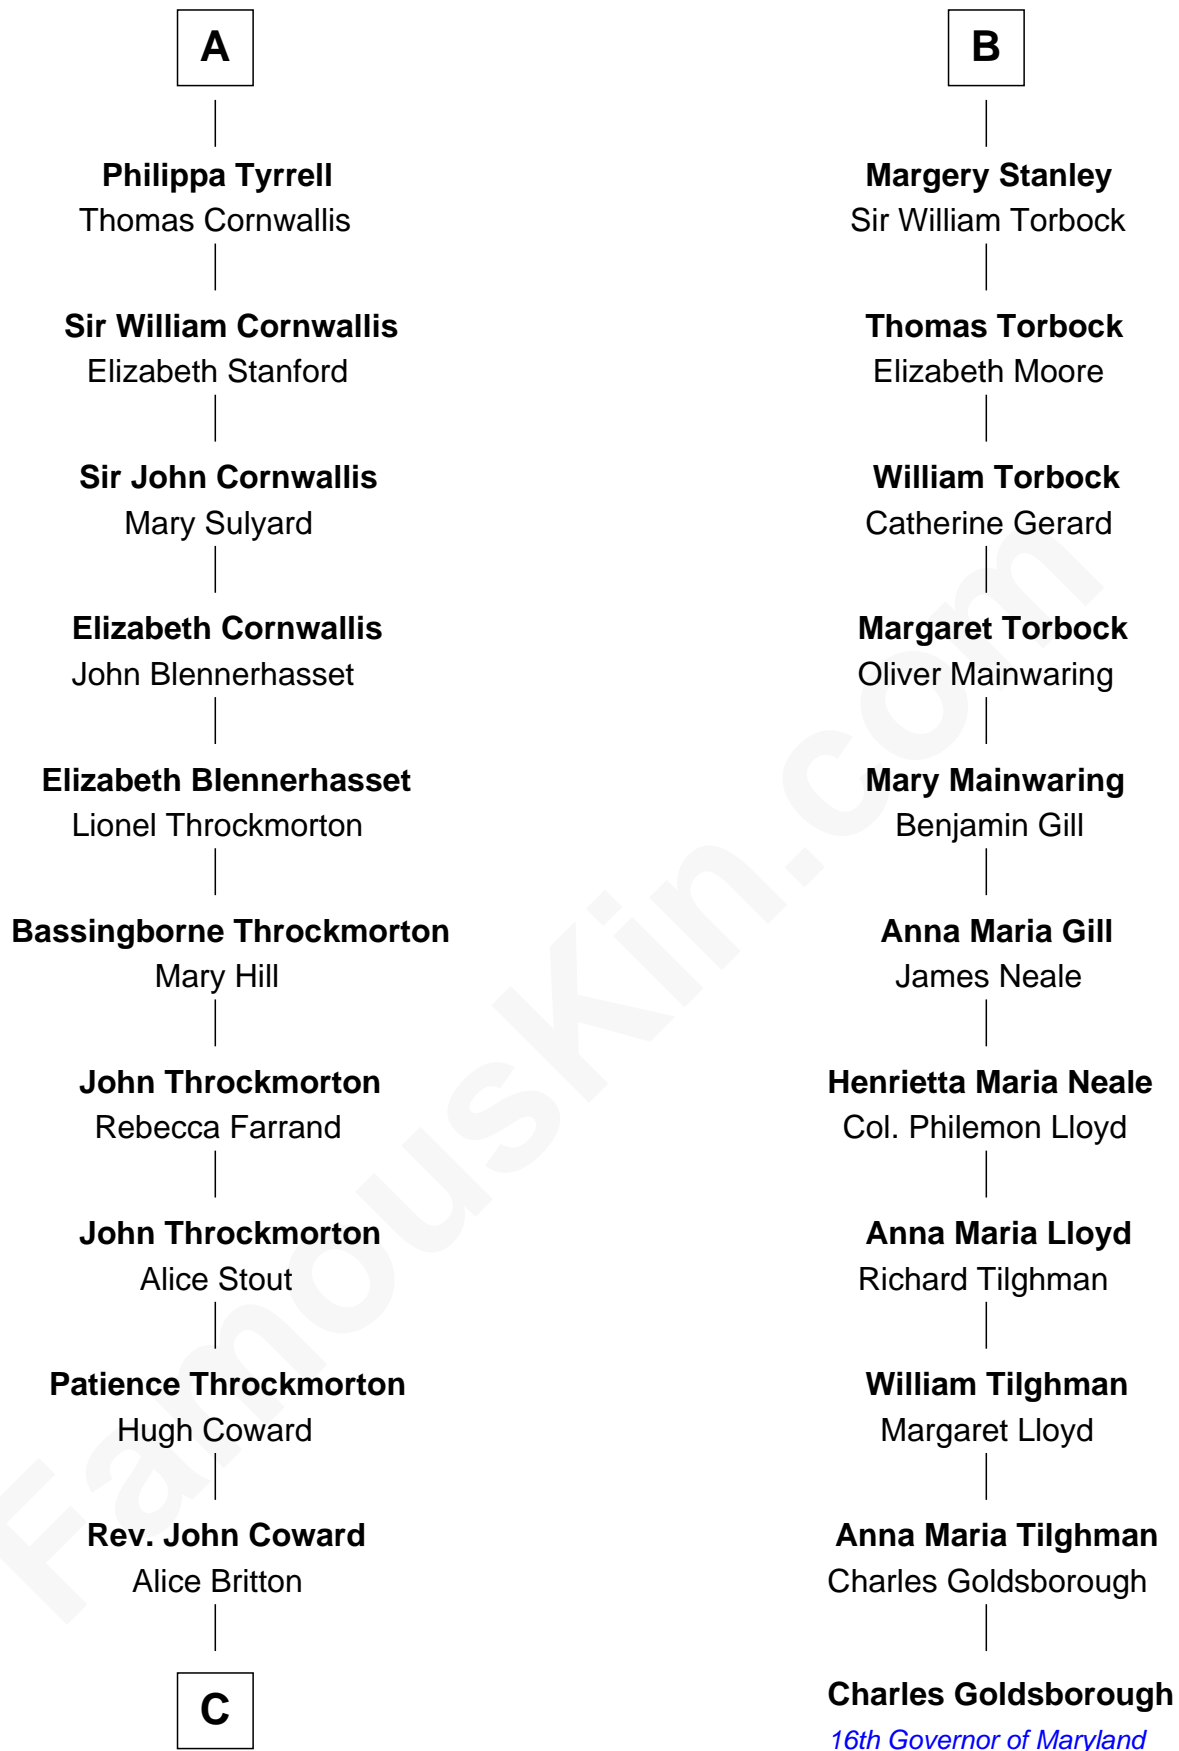 A
Philippa Tyrrell
Thomas Cornwallis
Sir William Cornwallis
Elizabeth Stanford
Sir John Cornwallis
Mary Sulyard
Elizabeth Cornwallis
John Blennerhasset
Elizabeth Blennerhasset
Lionel Throckmorton
Bassingborne Throckmorton
Mary Hill
John Throckmorton
Rebecca Farrand
John Throckmorton
Alice Stout
Patience Throckmorton
Hugh Coward
Rev. John Coward
Alice Britton
C
B
Margery Stanley
Sir William Torbock
Thomas Torbock
Elizabeth Moore
William Torbock
Catherine Gerard
Margaret Torbock
Oliver Mainwaring
Mary Mainwaring
Benjamin Gill
Anna Maria Gill
James Neale
Henrietta Maria Neale
Col. Philemon Lloyd
Anna Maria Lloyd
Richard Tilghman
William Tilghman
Margaret Lloyd
Anna Maria Tilghman
Charles Goldsborough
Charles Goldsborough
16th Governor of Maryland
FamousKin.com